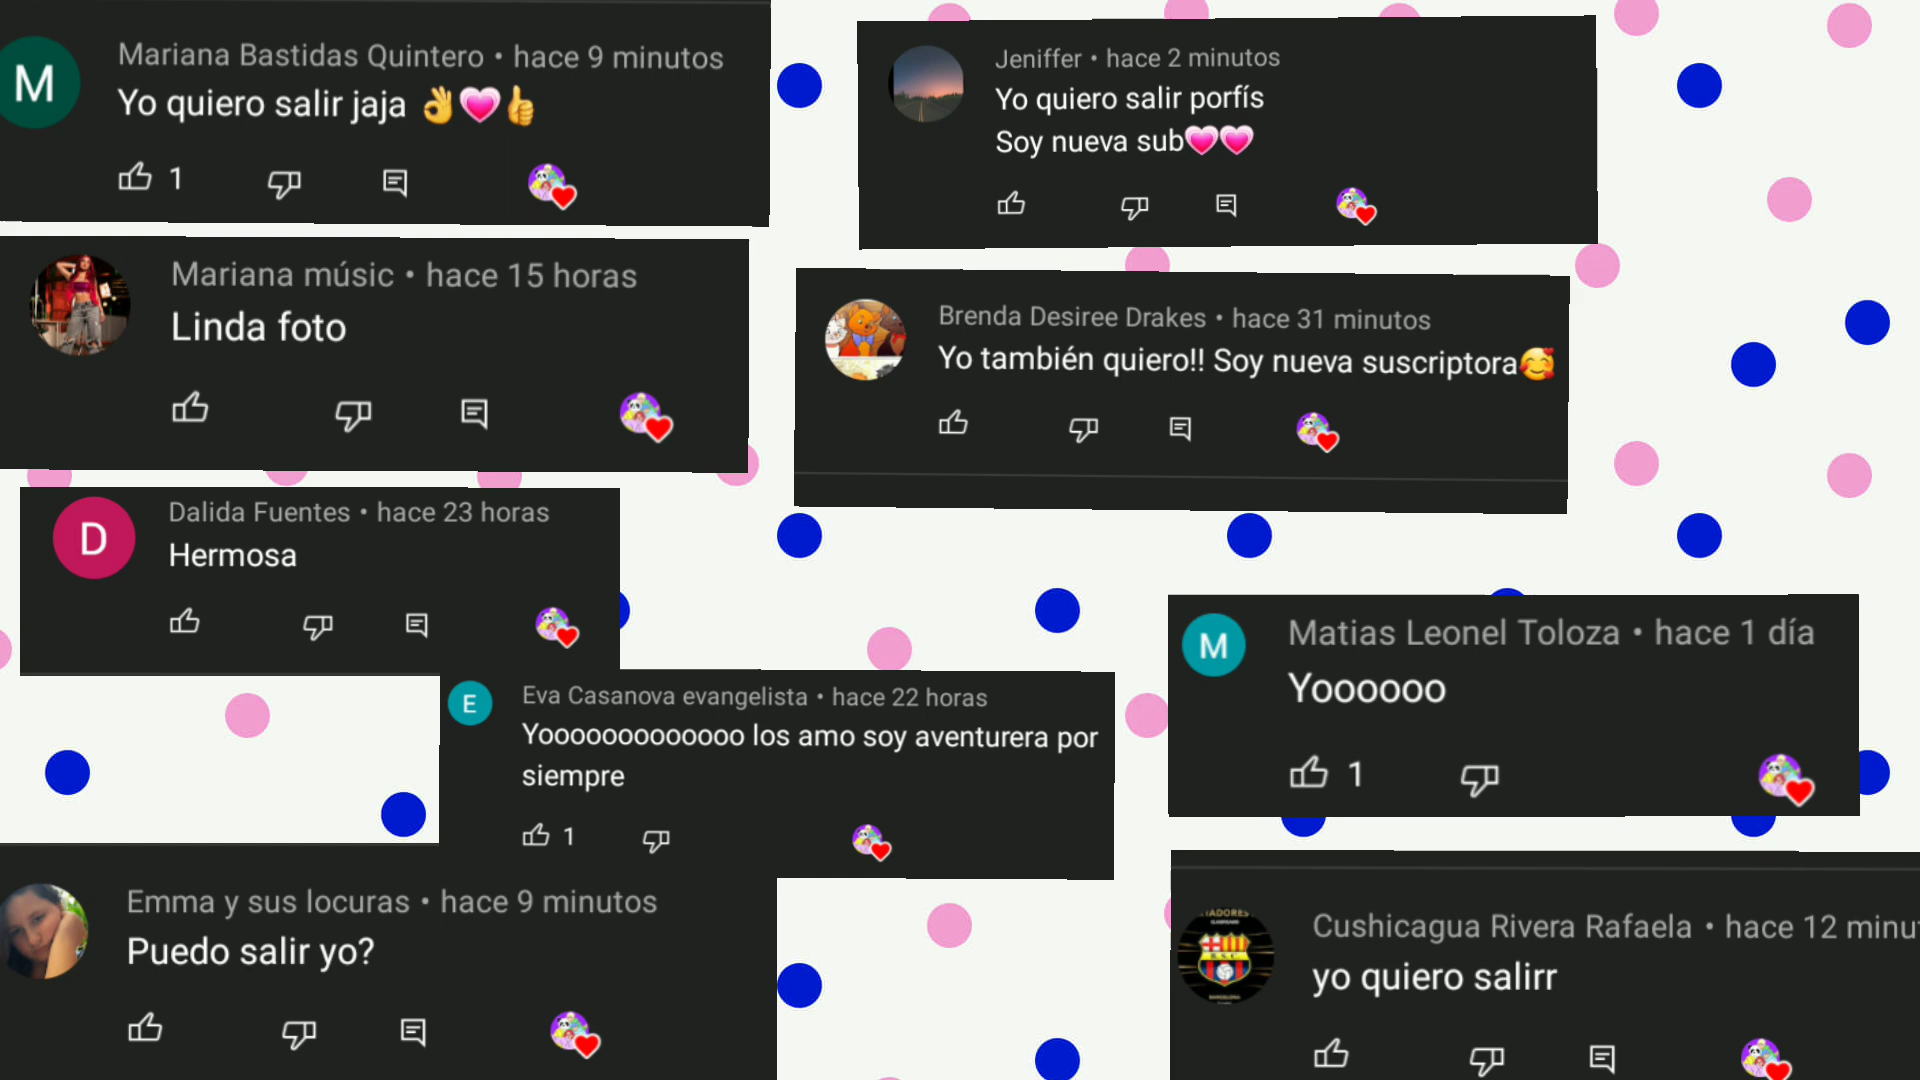 M
Mariana Bastidas Quintero • hace 9 minutos
Yo quiero salir jaja 👌💗👍
1
Jeniffer • hace 2 minutos
Yo quiero salir porfís
Soy nueva sub💗💗
Mariana músic • hace 15 horas
Linda foto
Brenda Desiree Drakes • hace 31 minutos
Yo también quiero!! Soy nueva suscriptora🥰
D
Dalida Fuentes • hace 23 horas
Hermosa
E
Eva Casanova evangelista • hace 22 horas
Yooooooooooooo los amo soy aventurera por
siempre
1
M
Matias Leonel Toloza • hace 1 día
Yoooooo
1
Emma y sus locuras • hace 9 minutos
Puedo salir yo?
Cushicagua Rivera Rafaela • hace 12 minu
yo quiero salirr